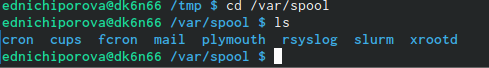 ednichiporova@dk6n66 /tmp $ cd /var/spool
ednichiporova@dk6n66 /var/spool $ ls
cron cups fcron mail plymouth rsyslog slurm xrootd
ednichiporova@dk6n66 /var/spool $